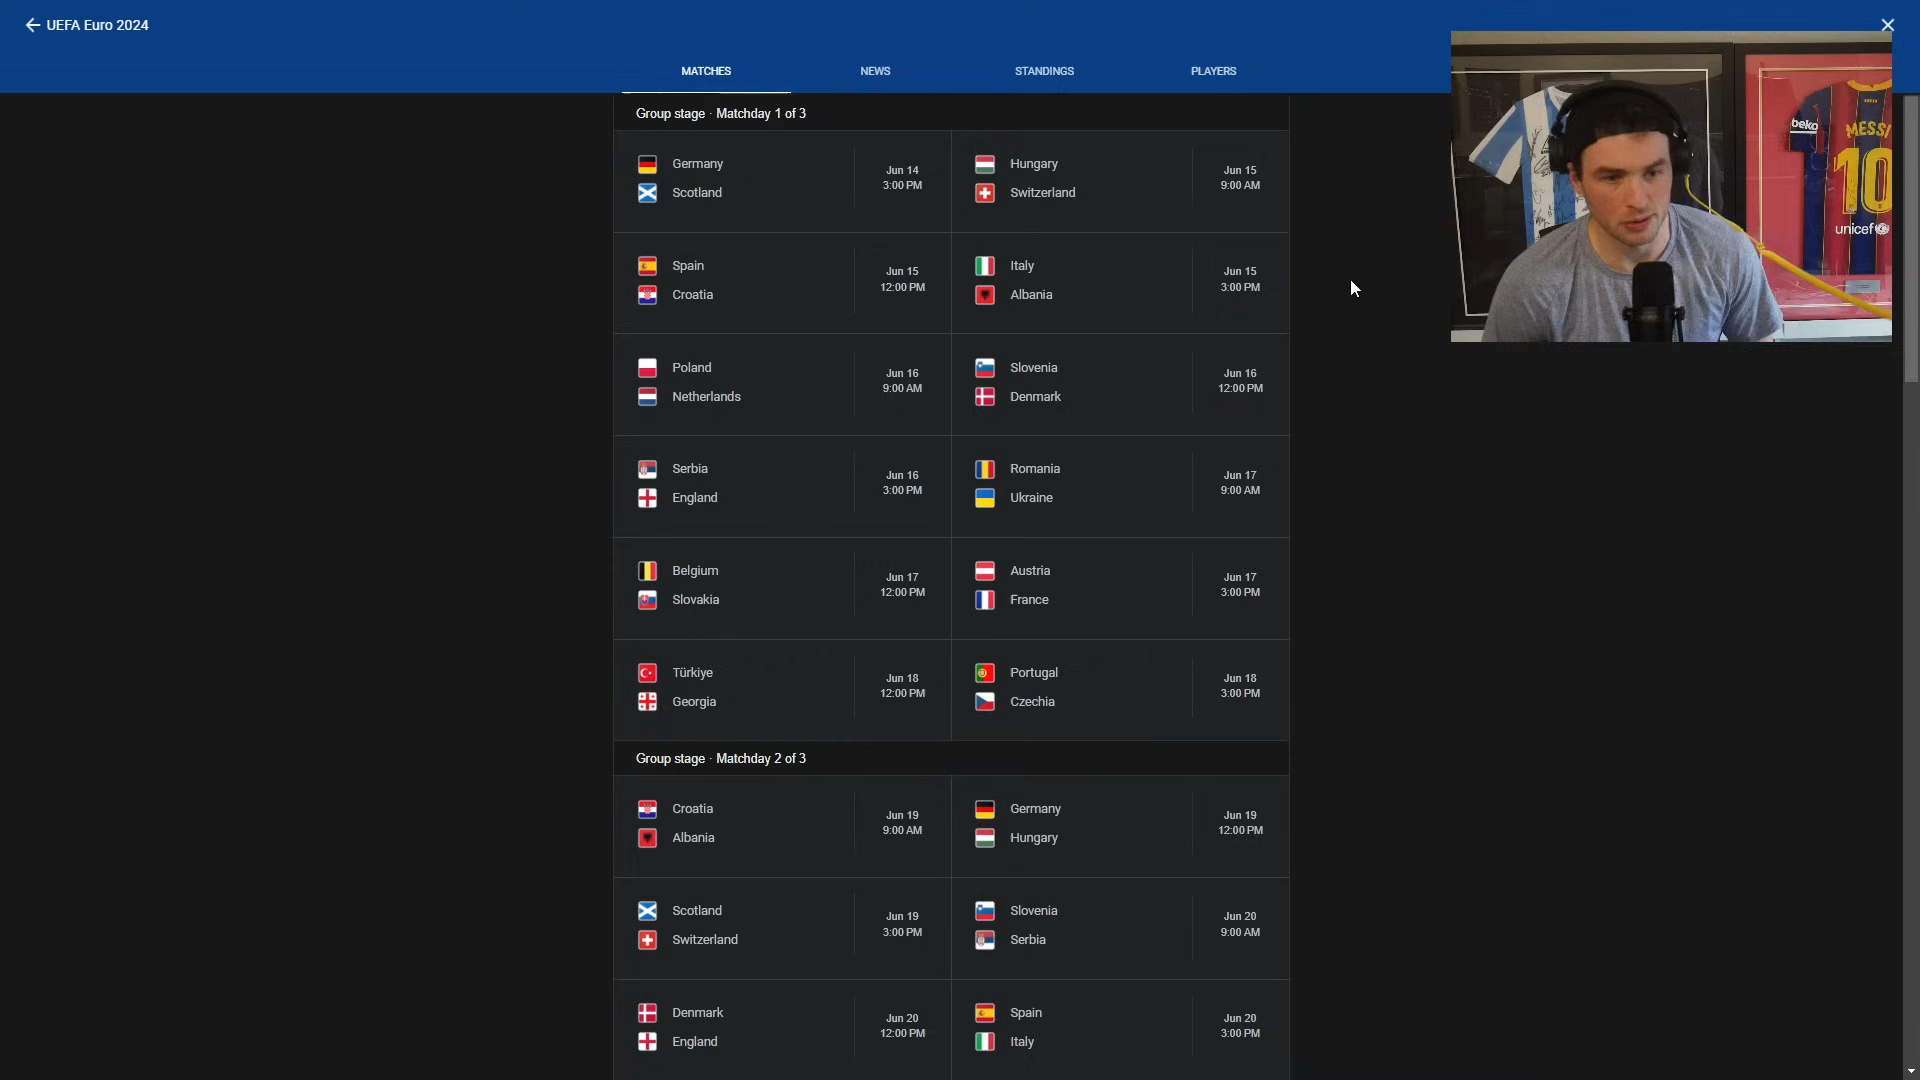 UEFA Euro 2024
MATCHES
NEWS
STANDINGS
PLAYERS
Group stage · Matchday 1 of 3
Germany
Scotland
Jun 14
3:00 PM
Hungary
Switzerland
Jun 15
9:00 AM
Spain
Croatia
Jun 15
12:00 PM
Italy
Albania
Jun 15
3:00 PM
Poland
Netherlands
Jun 16
9:00 AM
Slovenia
Denmark
Jun 16
12:00 PM
Serbia
England
Jun 16
3:00 PM
Romania
Ukraine
Jun 17
9:00 AM
Belgium
Slovakia
Jun 17
12:00 PM
Austria
France
Jun 17
3:00 PM
Türkiye
Georgia
Jun 18
12:00 PM
Portugal
Czechia
Jun 18
3:00 PM
Group stage · Matchday 2 of 3
Croatia
Albania
Jun 19
9:00 AM
Germany
Hungary
Jun 19
12:00 PM
Scotland
Switzerland
Jun 19
3:00 PM
Slovenia
Serbia
Jun 20
9:00 AM
Denmark
England
Jun 20
12:00 PM
Spain
Italy
Jun 20
3:00 PM
beko
MESSI
10
unicef